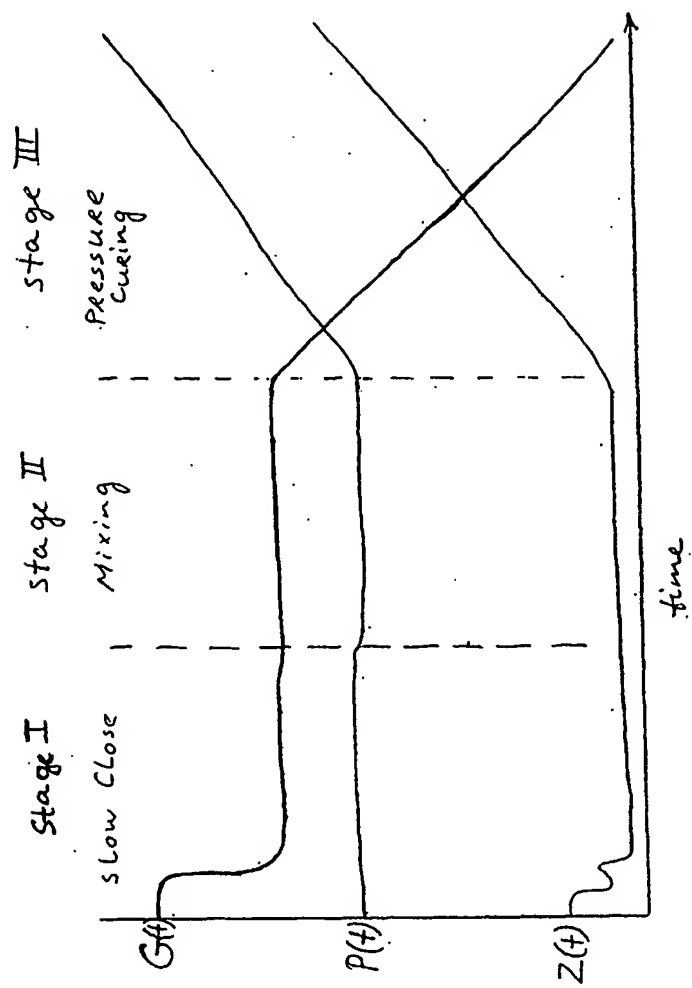 Stage I
Stage II
Stage III
Slow Close
Mixing
Pressure
Curing
G(t)
P(t)
Z(t)
time